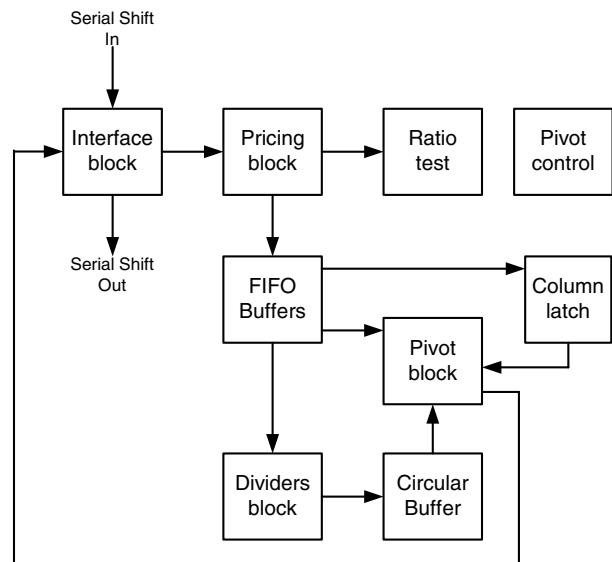 Serial Shift
In
Interface
block
Pricing
block
Ratio
test
Pivot
control
Serial Shift
Out
FIFO
Buffers
Column
latch
Pivot
block
Dividers
block
Circular
Buffer